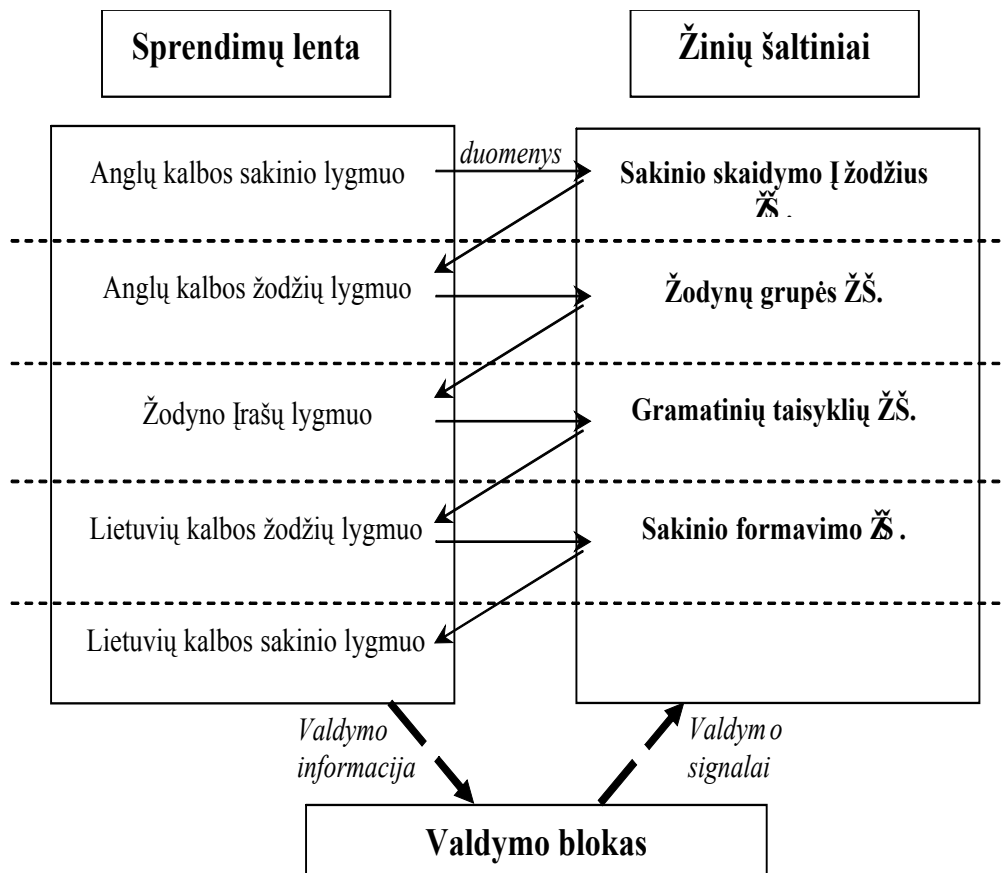 Sprendimų lenta
Žinių šaltiniai
Anglų kalbos sakinio lygmuo
duomenys
Sakinio skaidymo Į žodžius
ŽŠ.
Anglų kalbos žodžių lygmuo
Žodynų grupės ŽŠ.
Žodyno Įrašų lygmuo
Gramatinių taisyklių ŽŠ.
Lietuvių kalbos žodžių lygmuo
Sakinio formavimo ŽŠ.
Lietuvių kalbos sakinio lygmuo
Valdymo
informacija
Valdymo
signalai
Valdymo blokas